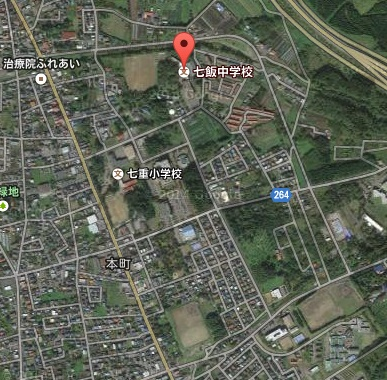 治療院ふれあい
七飯中学校
七重小学校
緑地
264
本町